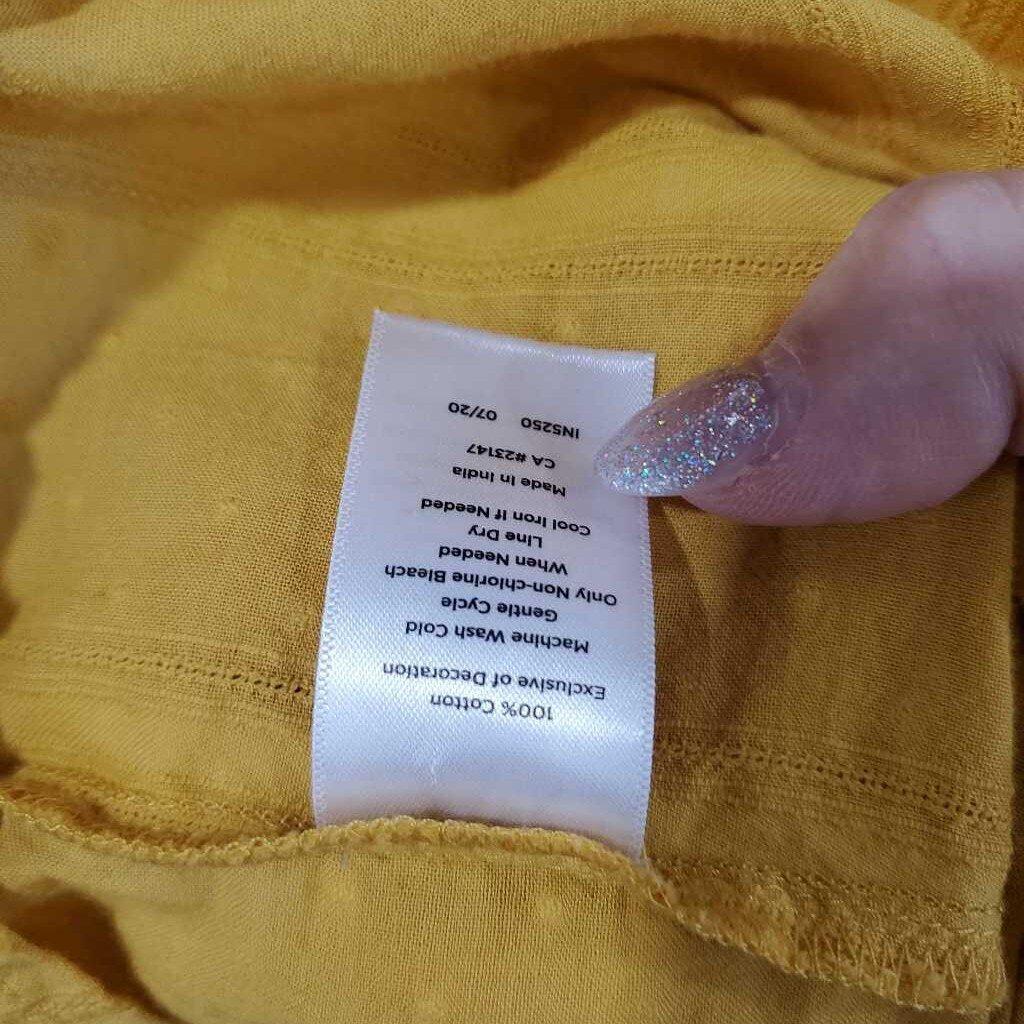 100% Cotton
Exclusive of Decoration
Machine Wash Cold
Gentle Cycle
Only Non-chlorine Bleach
When Needed
Line Dry
Cool Iron If Needed
Made In India
CA #23147
IN5250 07/20